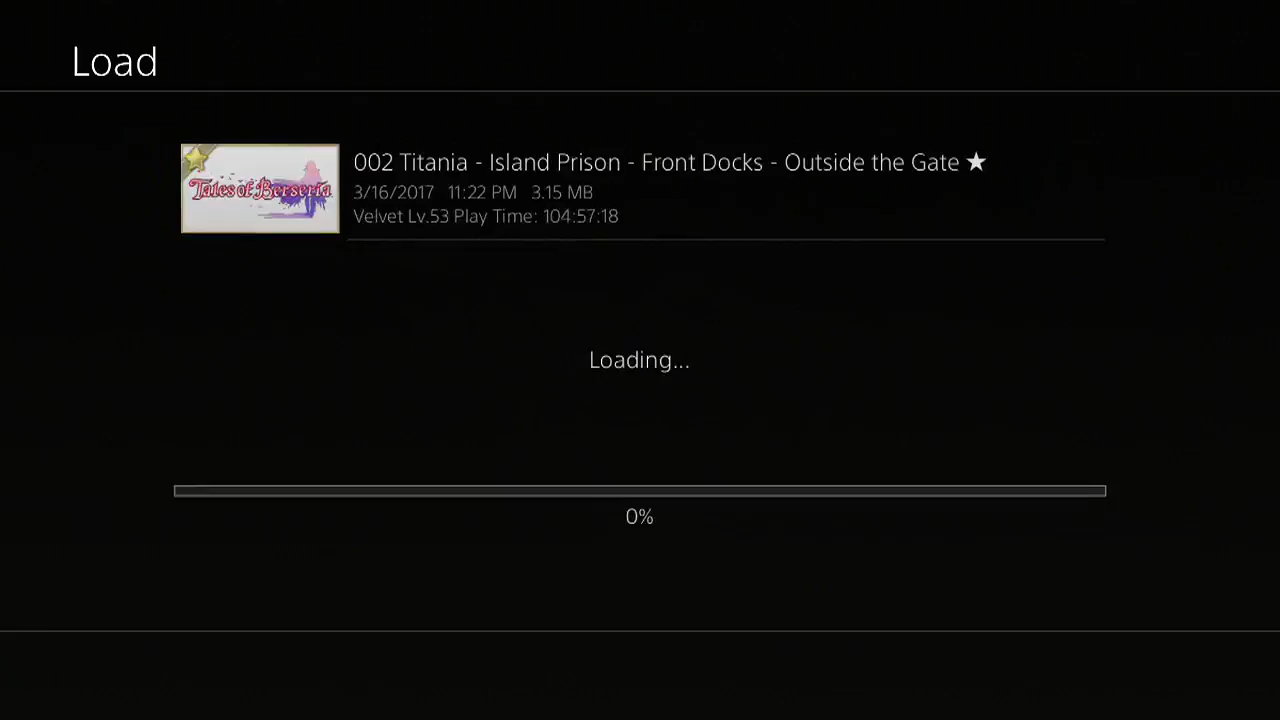 Load
Tales of Berseria
002 Titania - Island Prison - Front Docks - Outside the Gate ★
3/16/2017 11:22 PM 3.15 MB
Velvet Lv.53 Play Time: 104:57:18
Loading...
0%